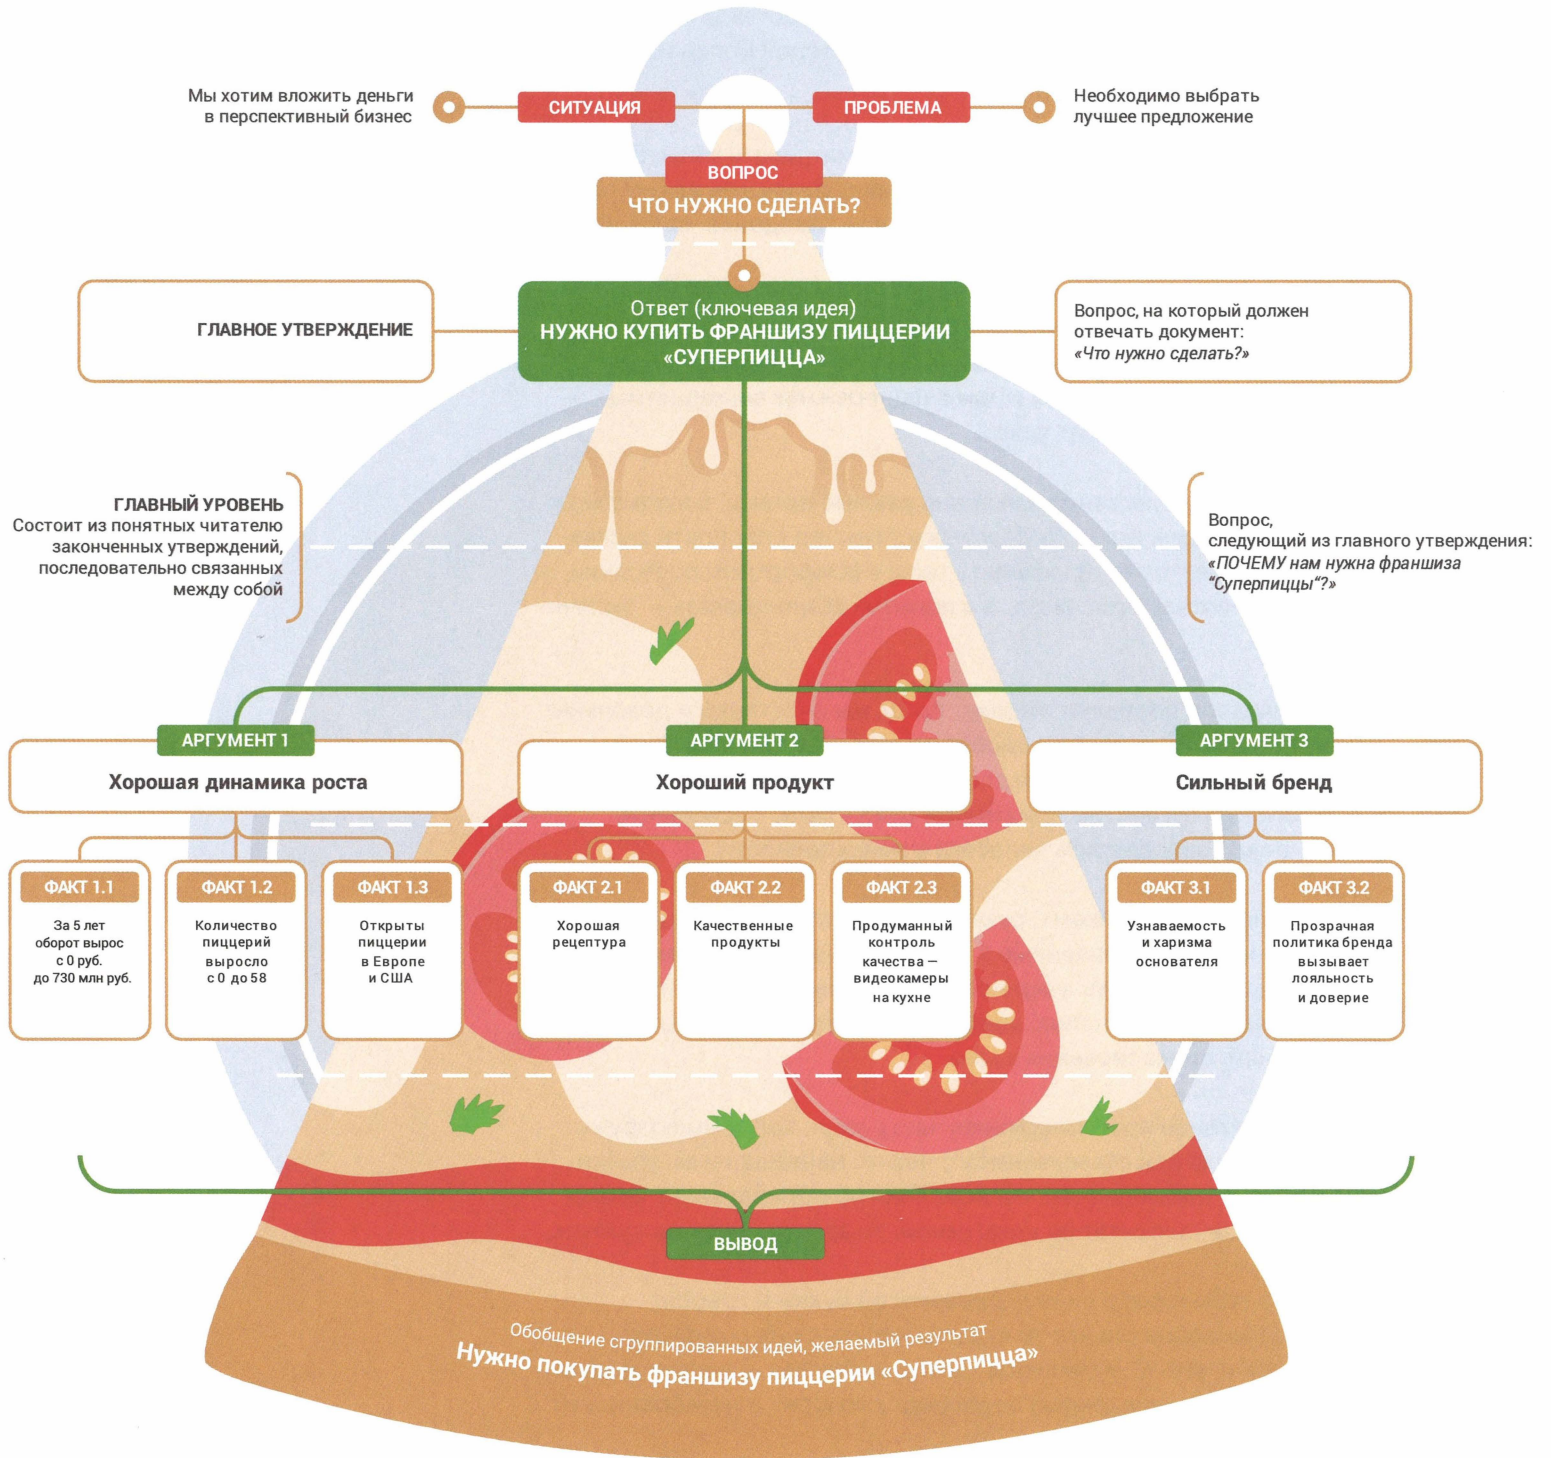 Мы хотим вложить деньги
в перспективный бизнес
СИТУАЦИЯ
ПРОБЛЕМА
Необходимо выбрать
лучшее предложение
ВОПРОС
ЧТО НУЖНО СДЕЛАТЬ?
ГЛАВНОЕ УТВЕРЖДЕНИЕ
Ответ (ключевая идея)
НУЖНО КУПИТЬ ФРАНШИЗУ ПИЦЦЕРИИ
«СУПЕРПИЦЦА»
Вопрос, на который должен
отвечать документ:
«Что нужно сделать?»
ГЛАВНЫЙ УРОВЕНЬ
Состоит из понятных читателю
законченных утверждений,
последовательно связанных
между собой
Вопрос,
следующий из главного утверждения:
«ПОЧЕМУ нам нужна франшиза
“Суперпиццы“?»
АРГУМЕНТ 1
Хорошая динамика роста
АРГУМЕНТ 2
Хороший продукт
АРГУМЕНТ 3
Сильный бренд
ФАКТ 1.1
За 5 лет
оборот вырос
с 0 руб.
до 730 млн руб.
ФАКТ 1.2
Количество
пиццерий
выросло
с 0 до 58
ФАКТ 1.3
Открыты
пиццерии
в Европе
и США
ФАКТ 2.1
Хорошая
рецептура
ФАКТ 2.2
Качественные
продукты
ФАКТ 2.3
Продуманный
контроль
качества —
видеокамеры
на кухне
ФАКТ 3.1
Узнаваемость
и харизма
основателя
ФАКТ 3.2
Прозрачная
политика бренда
вызывает
лояльность
и доверие
ВЫВОД
Обобщение сгруппированных идей, желаемый результат
Нужно покупать франшизу пиццерии «Суперпицца»